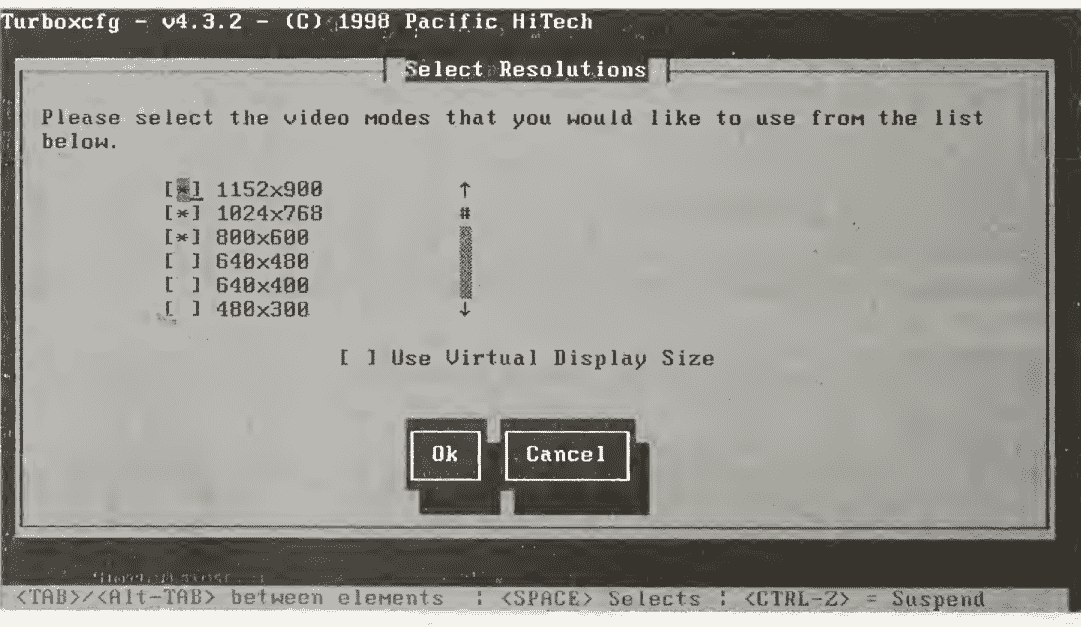 Turboxcfg - v4.3.2 - (C) 1998 Pacific HiTech
Select Resolutions
Please select the video modes that you would like to use from the list
below.
[*] 1152x900 ↑
[*] 1024x768 #
[*] 800x600
[ ] 640x480
[ ] 640x400
[ ] 480x300 ↓
[ ] Use Virtual Display Size
Ok Cancel
<TAB>/<Alt-TAB> between elements ¦ <SPACE> Selects ¦ <CTRL-Z> = Suspend